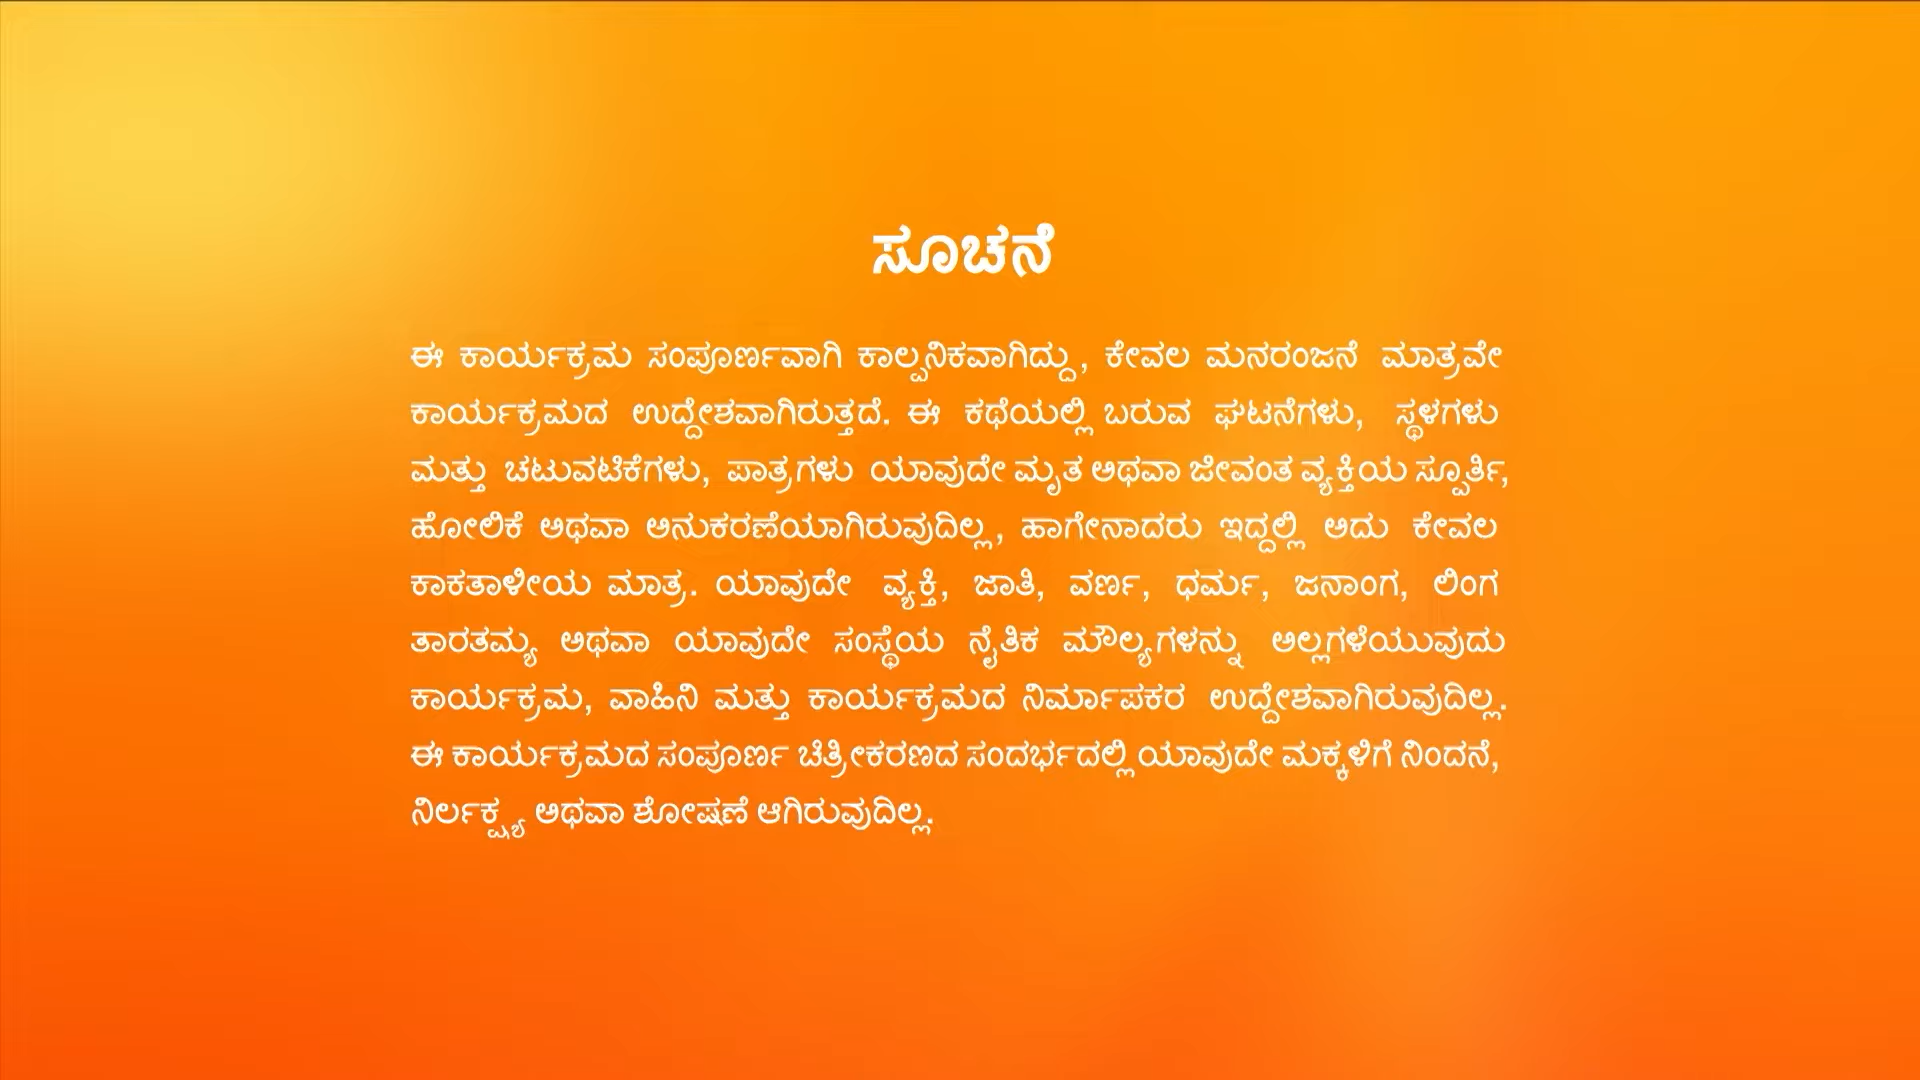 ಸೂಚನೆ
ಈ ಕಾರ್ಯಕ್ರಮ ಸಂಪೂರ್ಣವಾಗಿ ಕಾಲ್ಪನಿಕವಾಗಿದ್ದು, ಕೇವಲ ಮನರಂಜನೆ ಮಾತ್ರವೇ
ಕಾರ್ಯಕ್ರಮದ ಉದ್ದೇಶವಾಗಿರುತ್ತದೆ. ಈ ಕಥೆಯಲ್ಲಿ ಬರುವ ಘಟನೆಗಳು, ಸ್ಥಳಗಳು
ಮತ್ತು ಚಟುವಟಿಕೆಗಳು, ಪಾತ್ರಗಳು ಯಾವುದೇ ಮೃತ ಅಥವಾ ಜೀವಂತ ವ್ಯಕ್ತಿಯ ಸ್ಪೂರ್ತಿ,
ಹೋಲಿಕೆ ಅಥವಾ ಅನುಕರಣೆಯಾಗಿರುವುದಿಲ್ಲ, ಹಾಗೇನಾದರು ಇದ್ದಲ್ಲಿ ಅದು ಕೇವಲ
ಕಾಕತಾಳೀಯ ಮಾತ್ರ. ಯಾವುದೇ ವ್ಯಕ್ತಿ, ಜಾತಿ, ವರ್ಣ, ಧರ್ಮ, ಜನಾಂಗ, ಲಿಂಗ
ತಾರತಮ್ಯ ಅಥವಾ ಯಾವುದೇ ಸಂಸ್ಥೆಯ ನೈತಿಕ ಮೌಲ್ಯಗಳನ್ನು ಅಲ್ಲಗಳೆಯುವುದು
ಕಾರ್ಯಕ್ರಮ, ವಾಹಿನಿ ಮತ್ತು ಕಾರ್ಯಕ್ರಮದ ನಿರ್ಮಾಪಕರ ಉದ್ದೇಶವಾಗಿರುವುದಿಲ್ಲ.
ಈ ಕಾರ್ಯಕ್ರಮದ ಸಂಪೂರ್ಣ ಚಿತ್ರೀಕರಣದ ಸಂದರ್ಭದಲ್ಲಿ ಯಾವುದೇ ಮಕ್ಕಳಿಗೆ ನಿಂದನೆ,
ನಿರ್ಲಕ್ಷ್ಯ ಅಥವಾ ಶೋಷಣೆ ಆಗಿರುವುದಿಲ್ಲ.